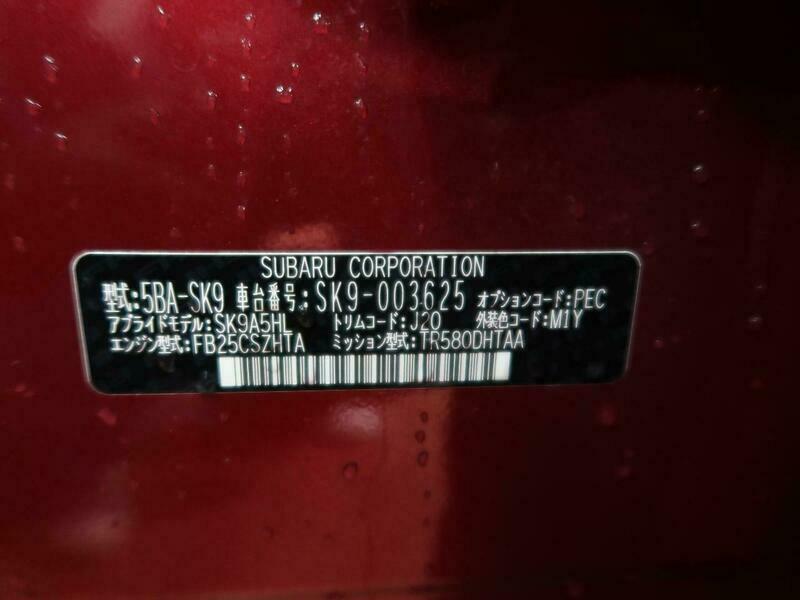 SUBARU CORPORATION
型式:5BA-SK9 車台番号:SK9-003625 オプションコード:PEC
アプライドモデル:SK9A5HL トリムコード:J20 外装色コード:M1Y
エンジン型式:FB25CSZHTA ミッション型式:TR580DHTAA